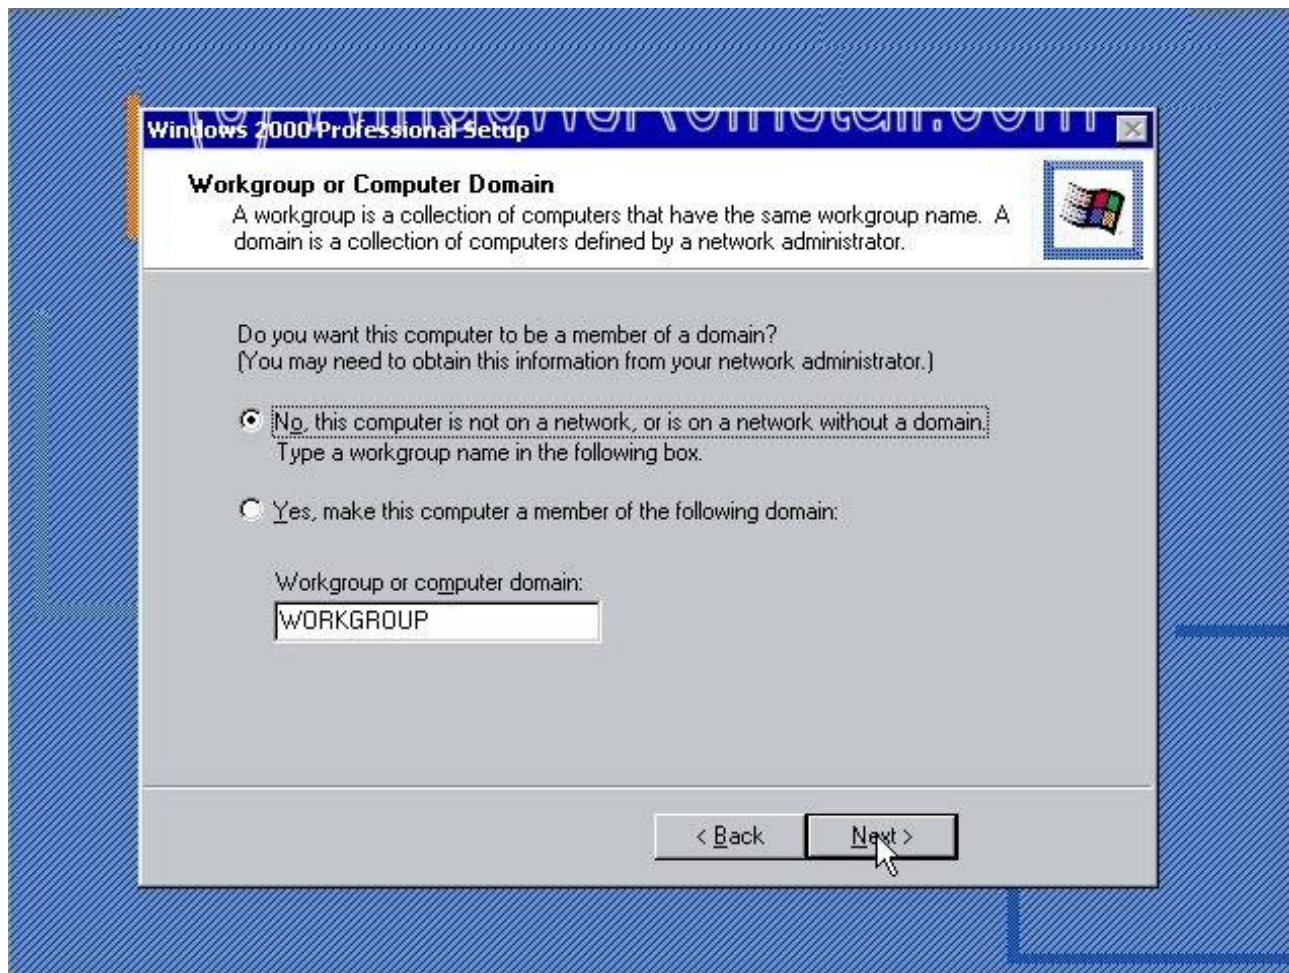 Windows 2000 Professional Setup
Workgroup or Computer Domain
A workgroup is a collection of computers that have the same workgroup name. A
domain is a collection of computers defined by a network administrator.
Do you want this computer to be a member of a domain?
(You may need to obtain this information from your network administrator.)
No, this computer is not on a network, or is on a network without a domain.
Type a workgroup name in the following box.
Yes, make this computer a member of the following domain:
Workgroup or computer domain:
WORKGROUP
< Back
Next >